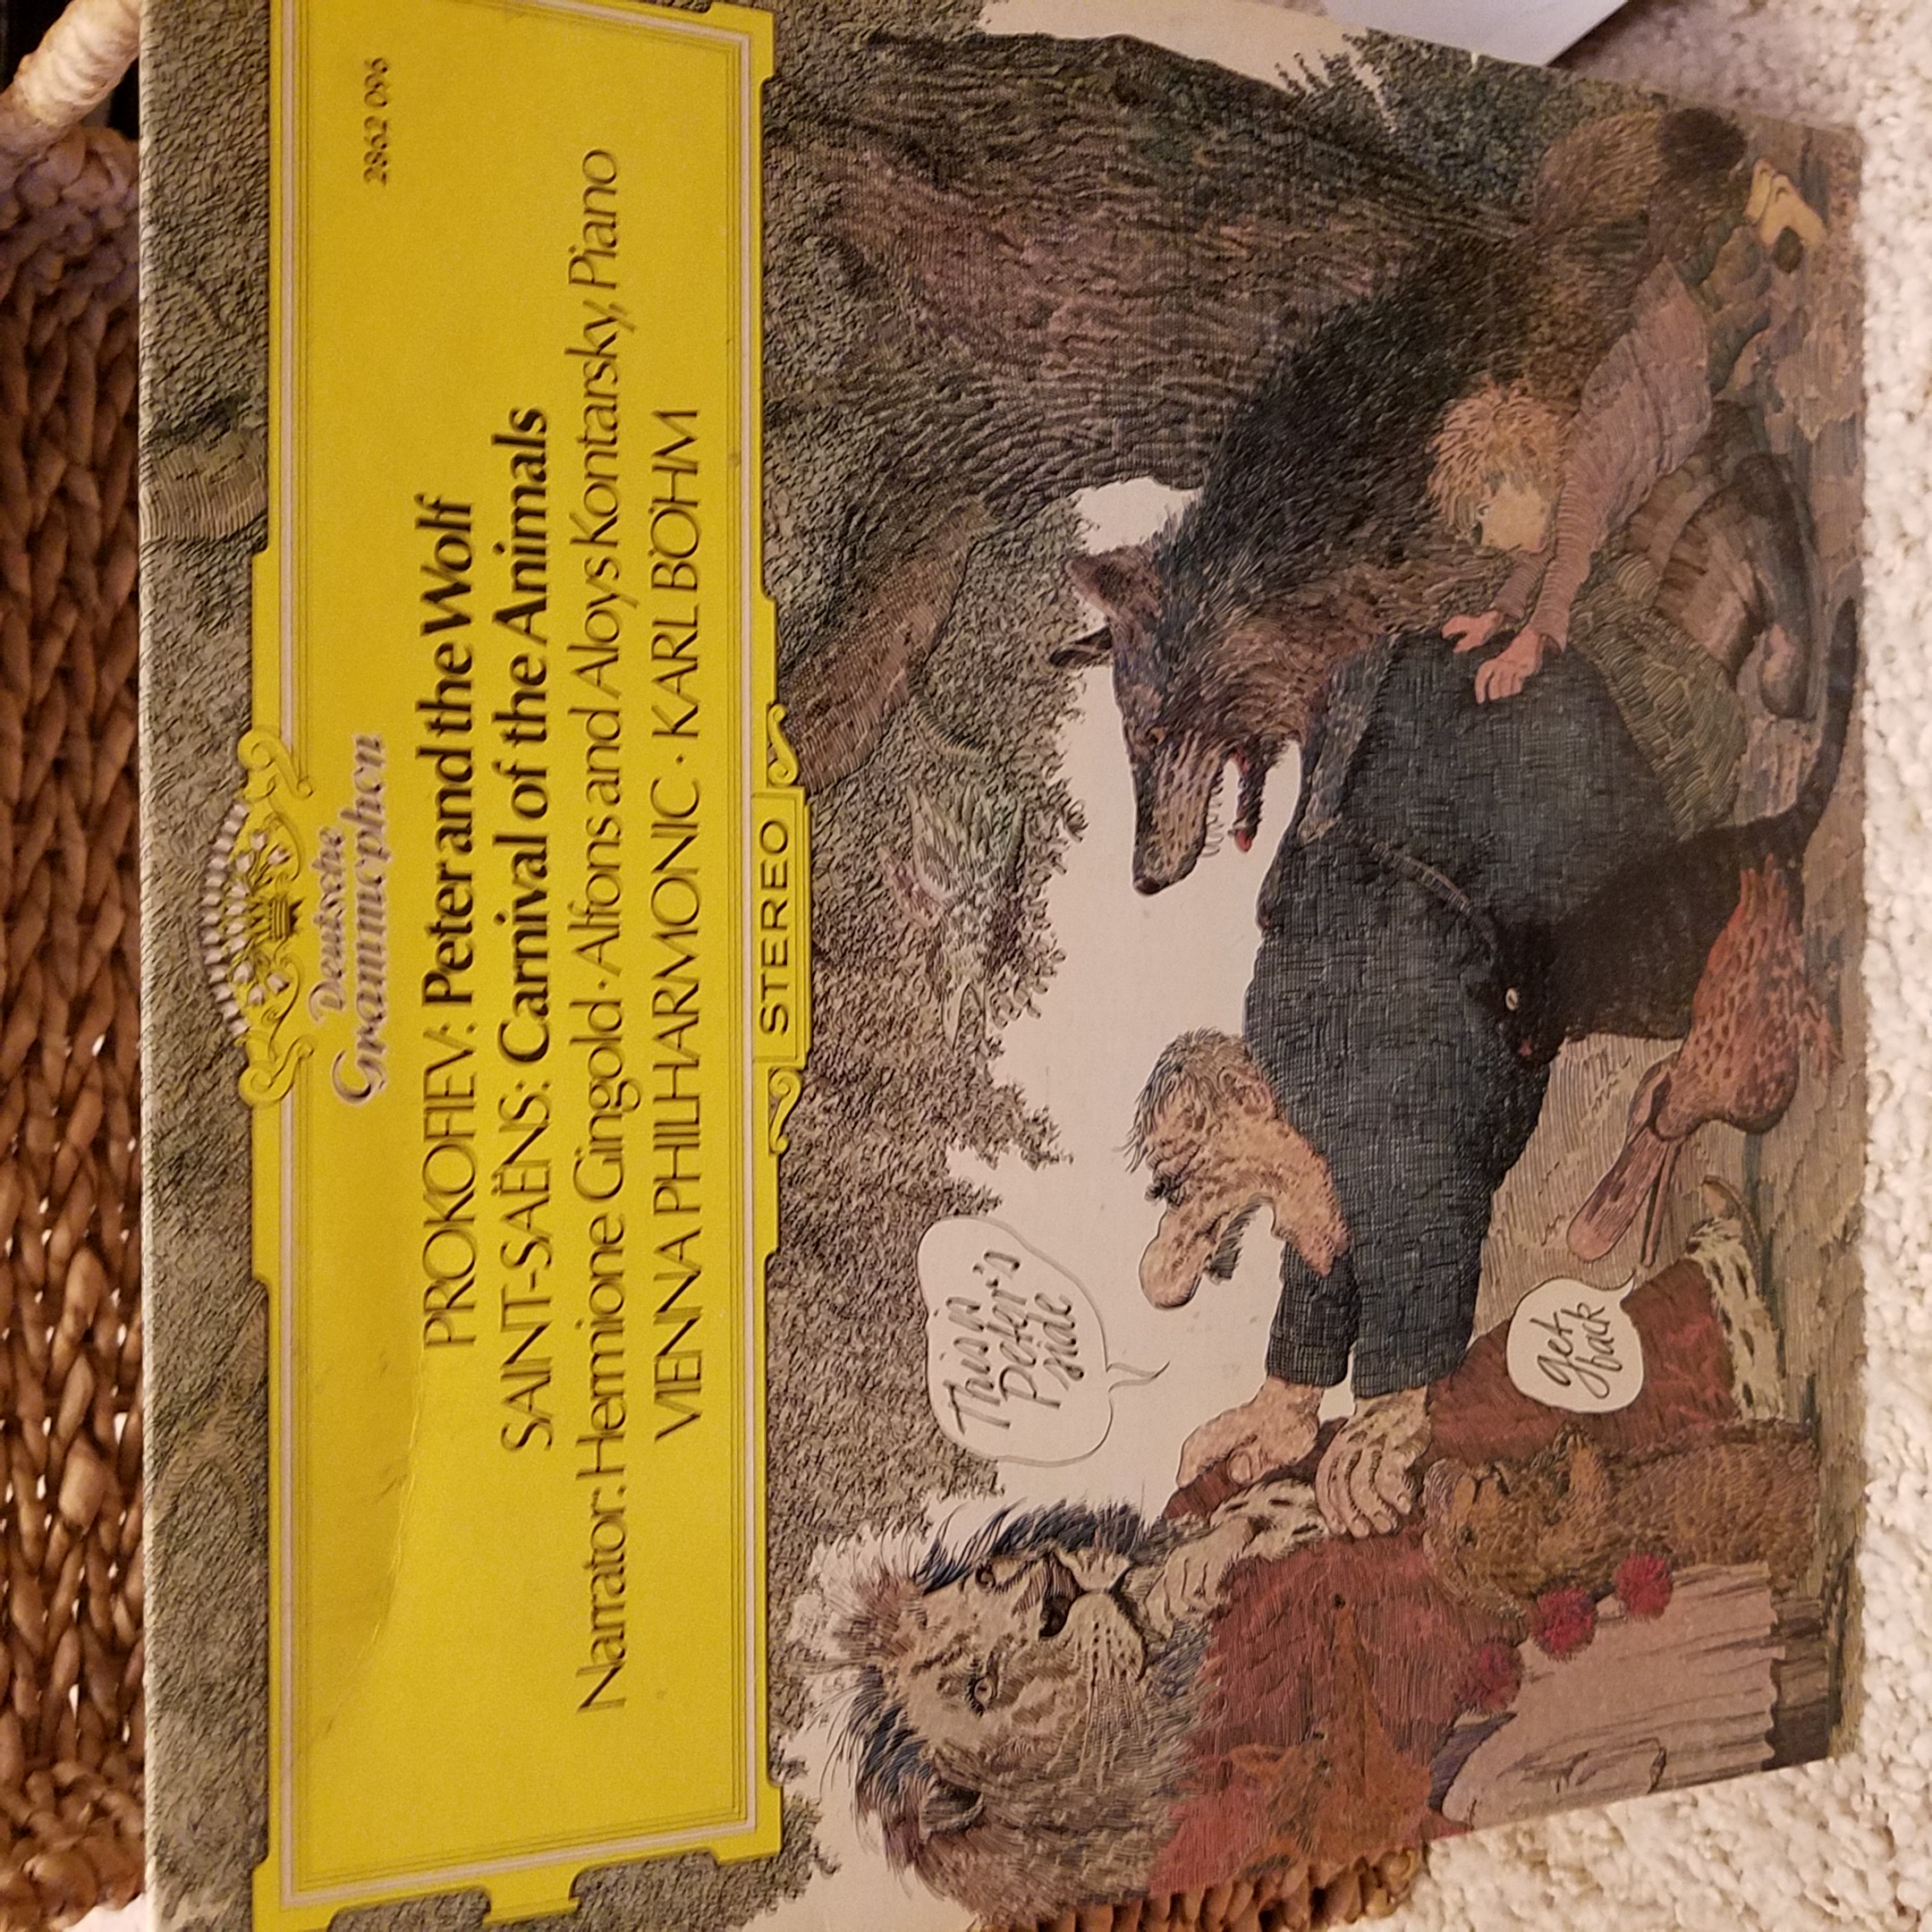 Deutsche
Grammophon
2862 096
PROKOFIEV: Peter and the Wolf
SAINT-SAËNS: Carnival of the Animals
Narrator: Hermione Gingold · Alfons and Aloys Kontarsky, Piano
VIENNA PHILHARMONIC · KARL BÖHM
STEREO
This is
Peter's
side
get
back